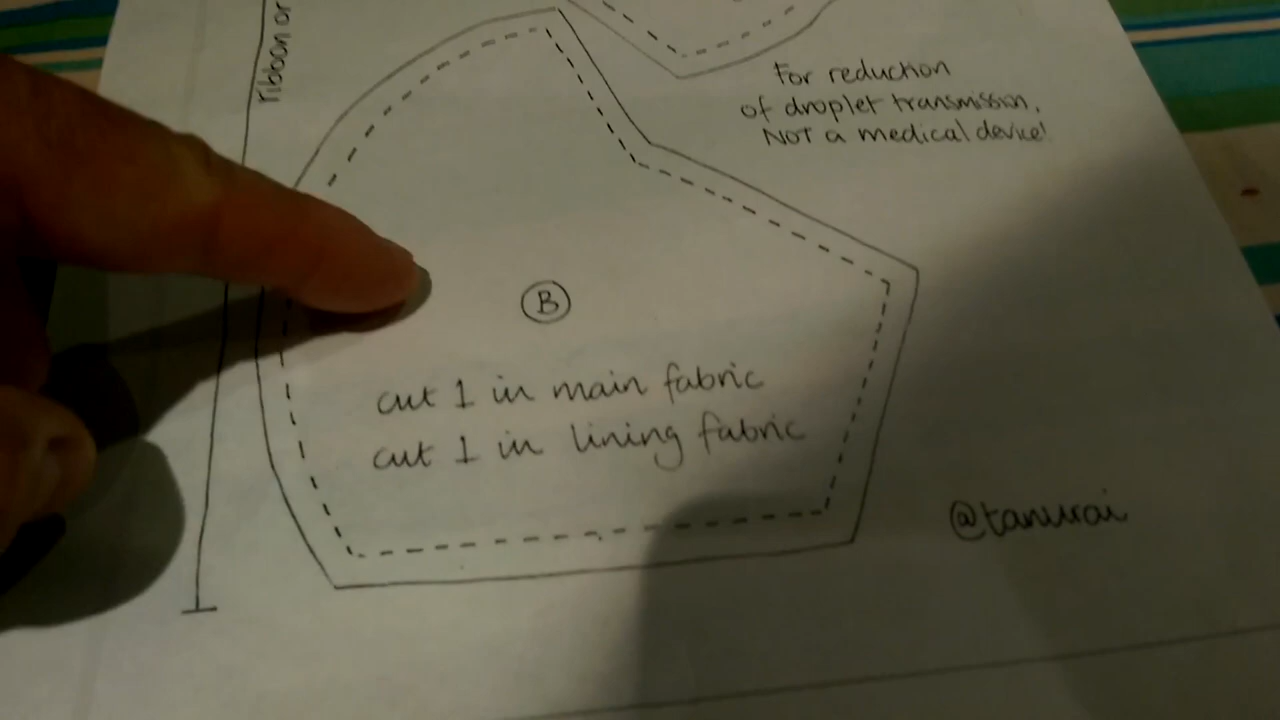 ribbon or
For reduction
of droplet transmission.
NOT a medical device!
B
cut 1 in main fabric
cut 1 in lining fabric